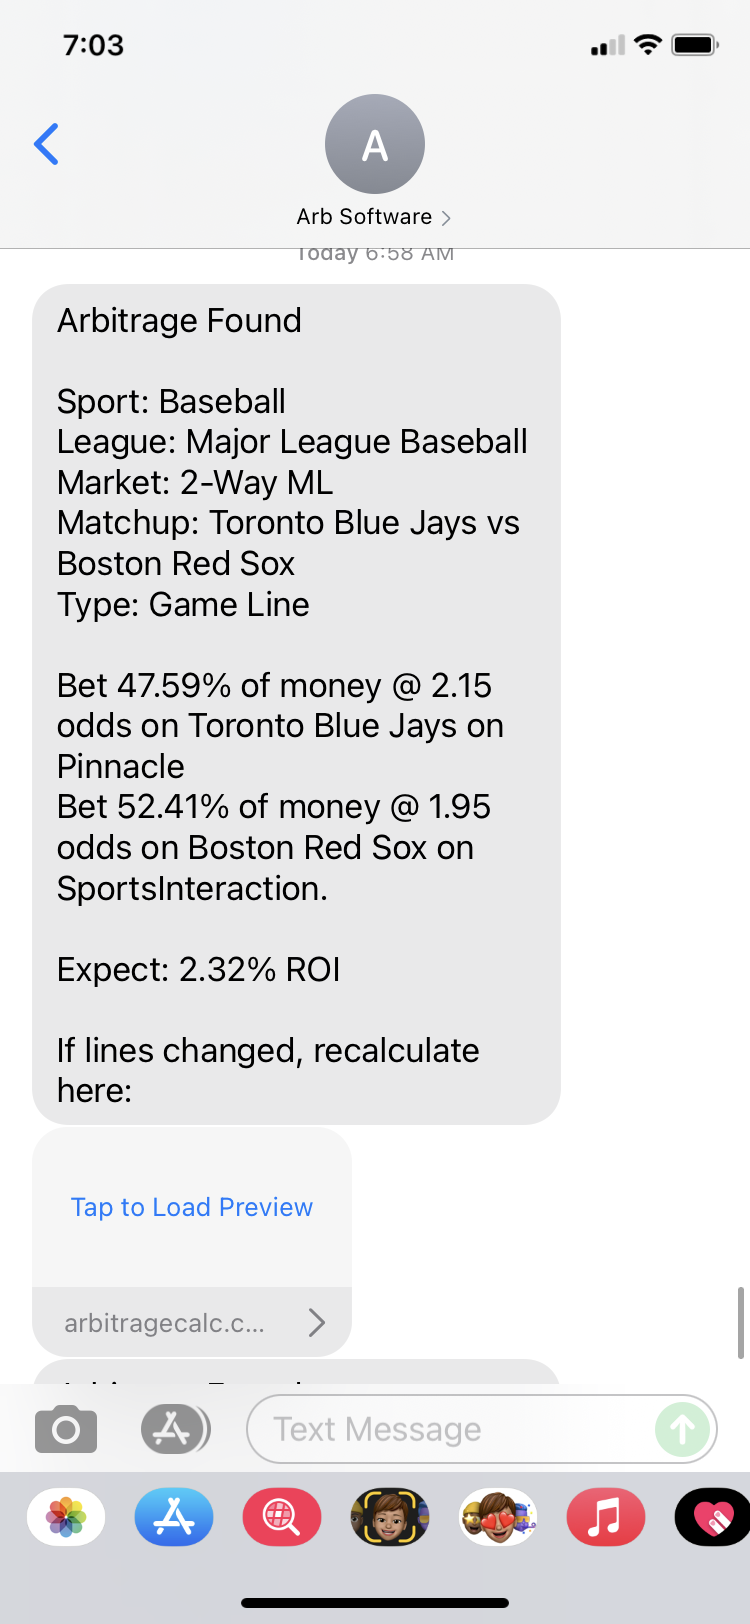 7:03
A
Arb Software
Today 6:58 AM
Arbitrage Found
Sport: Baseball
League: Major League Baseball
Market: 2-Way ML
Matchup: Toronto Blue Jays vs
Boston Red Sox
Type: Game Line
Bet 47.59% of money @ 2.15
odds on Toronto Blue Jays on
Pinnacle
Bet 52.41% of money @ 1.95
odds on Boston Red Sox on
SportsInteraction.
Expect: 2.32% ROI
If lines changed, recalculate
here:
Tap to Load Preview
arbitragecalc.c...
Text Message